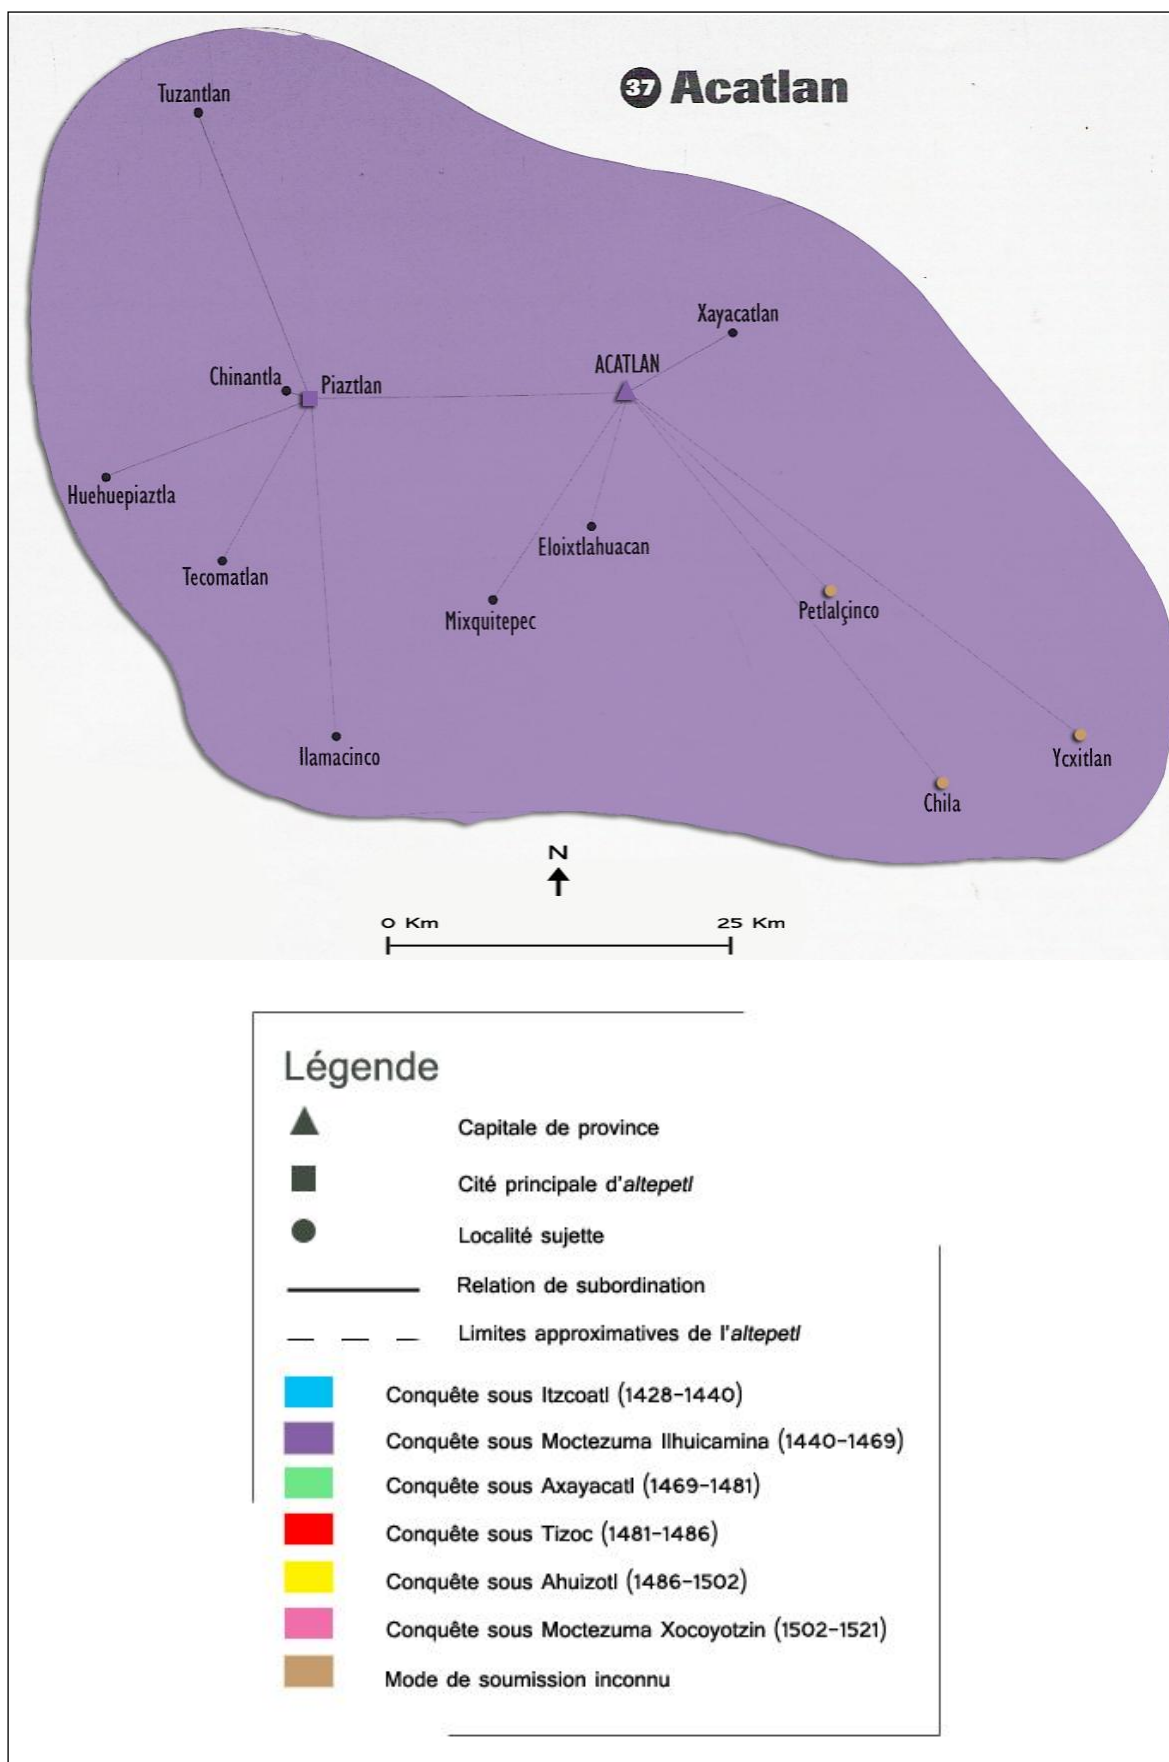 37 Acatlan
Tuzantlan
Xayacatlan
ACATLAN
Chinantla
Piaztlan
Huehuepiaztla
Eloixtlahuacan
Tecomatlan
Mixquitepec
Petlalçinco
Ilamacinco
Ycxitlan
Chila
N
0 Km
25 Km
Légende
Capitale de province
Cité principale d'altepetl
Localité sujette
Relation de subordination
Limites approximatives de l'altepetl
Conquête sous Itzcoatl (1428-1440)
Conquête sous Moctezuma Ilhuicamina (1440-1469)
Conquête sous Axayacatl (1469-1481)
Conquête sous Tizoc (1481-1486)
Conquête sous Ahuizotl (1486-1502)
Conquête sous Moctezuma Xocoyotzin (1502-1521)
Mode de soumission inconnu